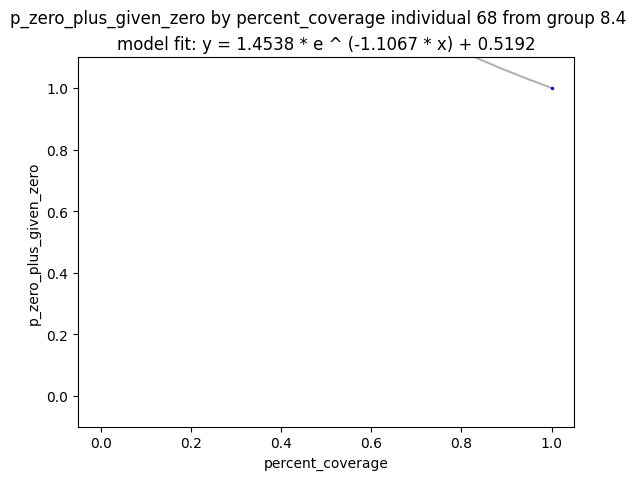 p_zero_plus_given_zero by percent_coverage individual 68 from group 8.4
model fit: y = 1.4538 * e ^ (-1.1067 * x) + 0.5192
1.0
0.8
0.6
0.4
0.2
0.0
p_zero_plus_given_zero
0.0 0.2 0.4 0.6 0.8 1.0
percent_coverage